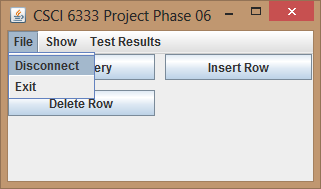 CSCI 6333 Project Phase 06
File Show Test Results
Disconnect
Insert Row
Exit
Delete Row